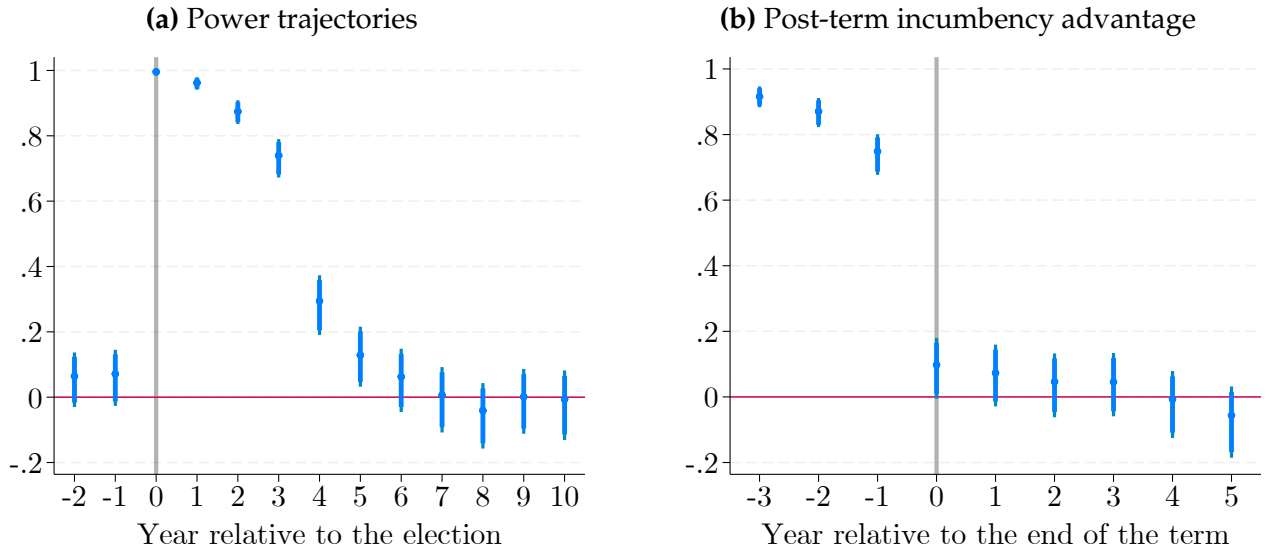 (a) Power trajectories
1
.8
.6
.4
.2
0
-.2
-2 -1 0 1 2 3 4 5 6 7 8 9 10
Year relative to the election
(b) Post-term incumbency advantage
1
.8
.6
.4
.2
0
-.2
-3 -2 -1 0 1 2 3 4 5
Year relative to the end of the term